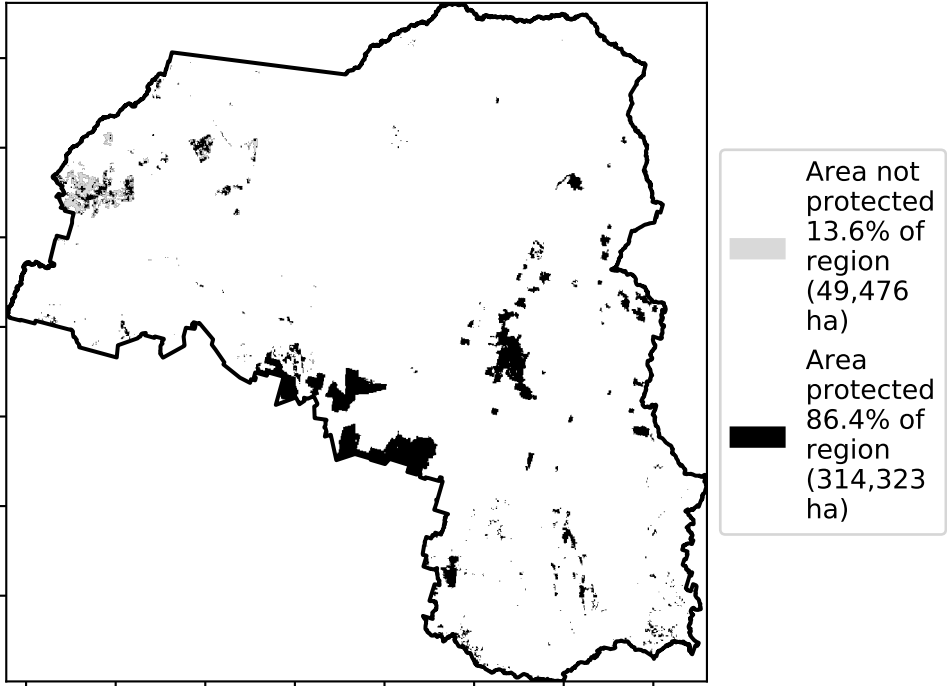 Area not
protected
13.6% of
region
(49,476
ha)
Area
protected
86.4% of
region
(314,323
ha)